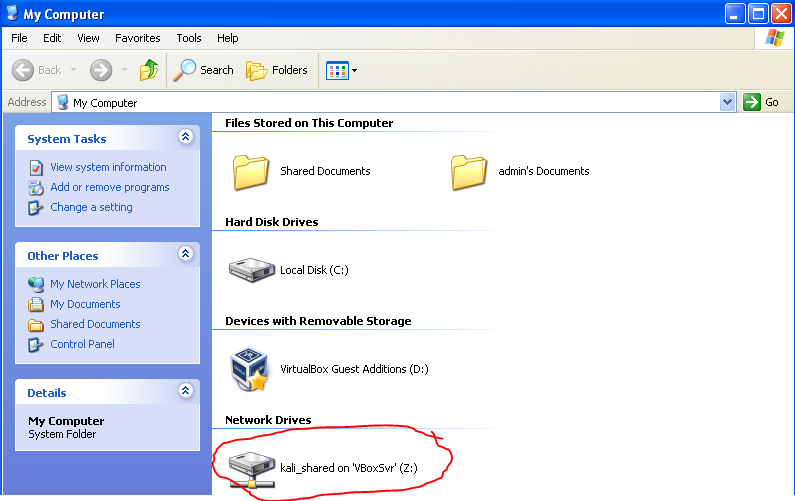 My Computer
File Edit View Favorites Tools Help
Back Search Folders
Address My Computer Go
System Tasks
View system information
Add or remove programs
Change a setting
Other Places
My Network Places
My Documents
Shared Documents
Control Panel
Details
My Computer
System Folder
Files Stored on This Computer
Shared Documents admin's Documents
Hard Disk Drives
Local Disk (C:)
Devices with Removable Storage
VirtualBox Guest Additions (D:)
Network Drives
kali_shared on 'VBoxSvr' (Z:)